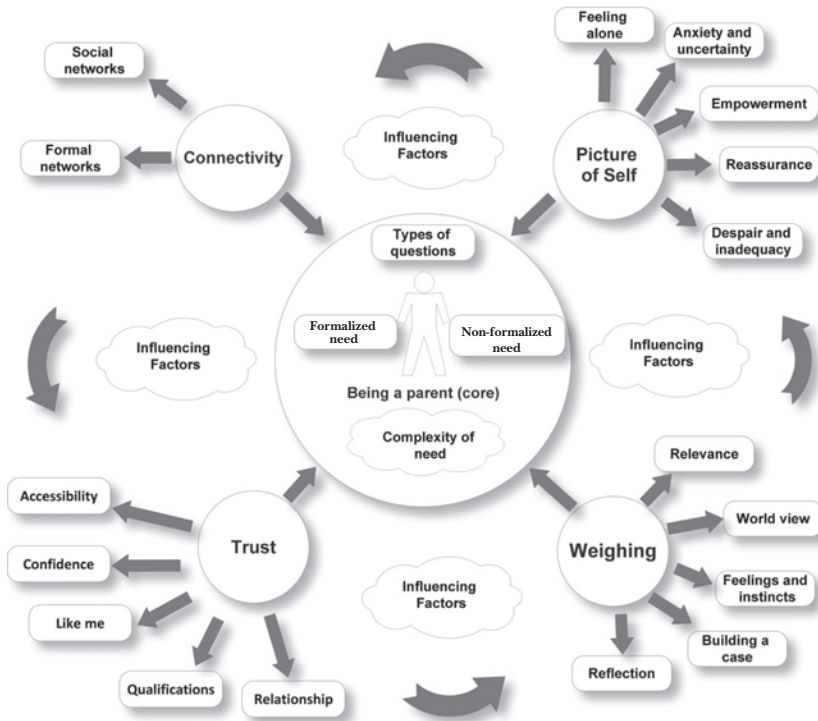 Social
networks
Formal
networks
Connectivity
Influencing
Factors
Feeling
alone
Anxiety and
uncertainty
Empowerment
Reassurance
Despair and
inadequacy
Picture
of Self
Types of
questions
Formalized
need
Non-formalized
need
Being a parent (core)
Complexity of
need
Influencing
Factors
Influencing
Factors
Accessibility
Confidence
Like me
Qualifications
Relationship
Trust
Influencing
Factors
Weighing
Relevance
World view
Feelings and
instincts
Building a
case
Reflection